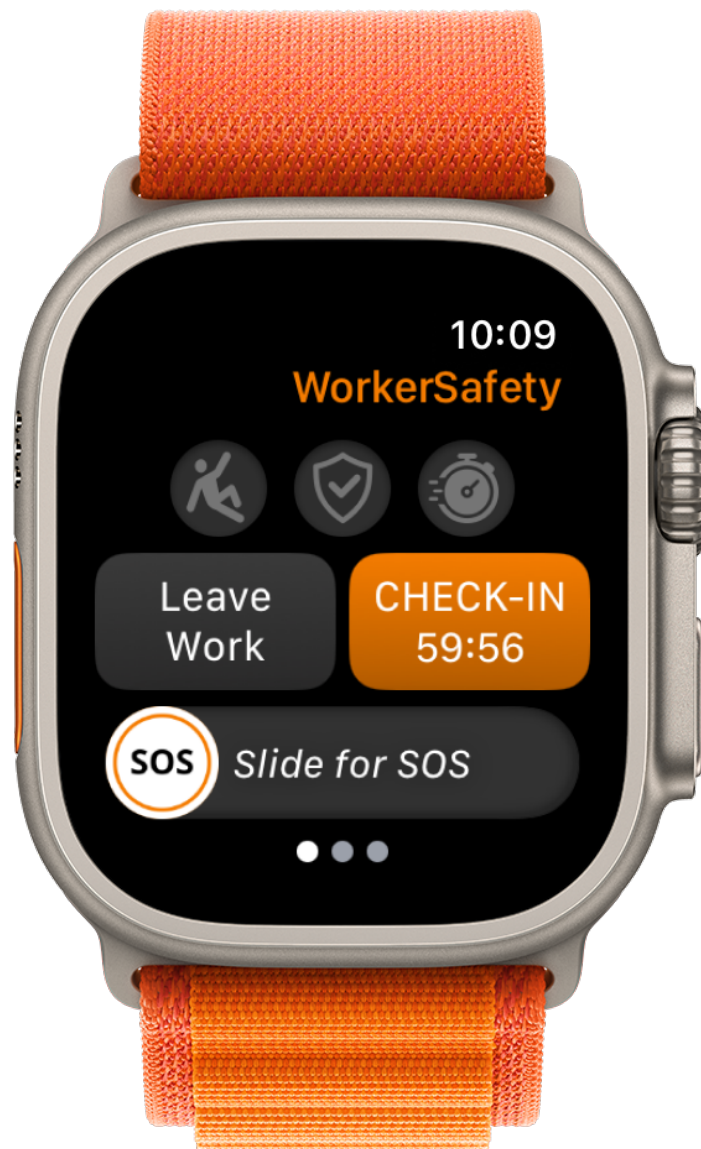 10:09
WorkerSafety
Leave
Work
CHECK-IN
59:56
SOS
Slide for SOS